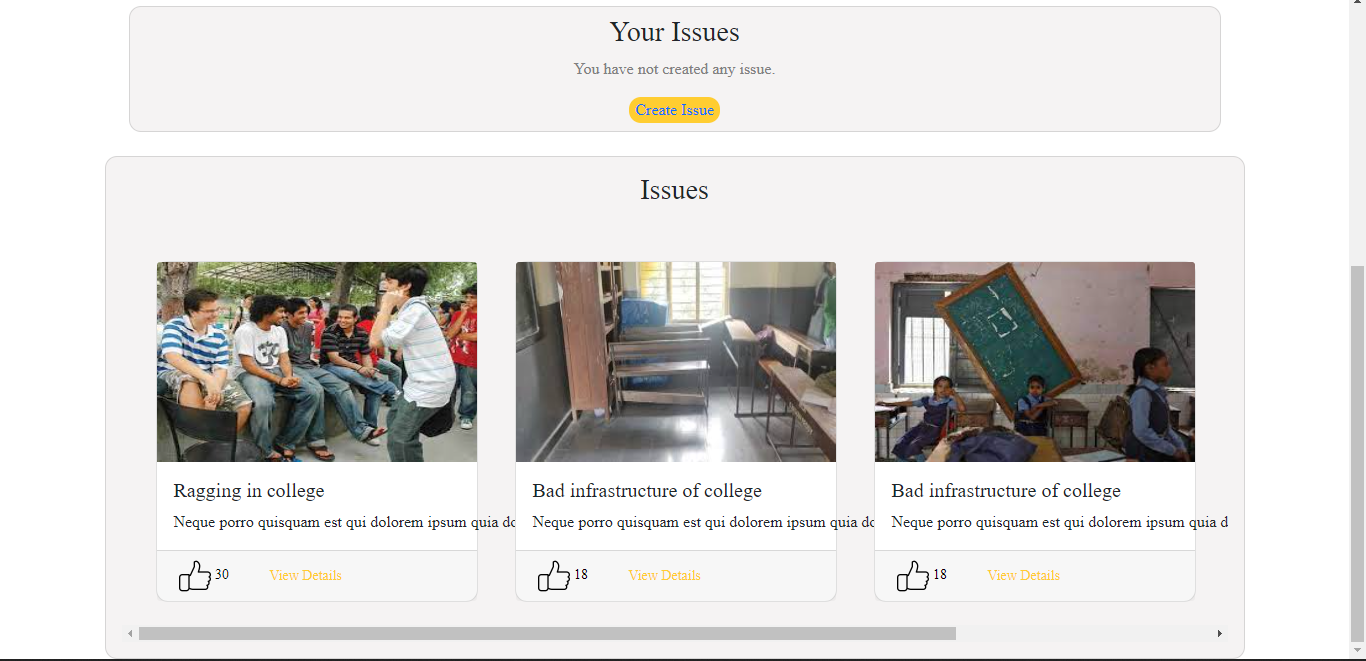 Your Issues
You have not created any issue.
Create Issue
Issues
Ragging in college
Neque porro quisquam est qui dolorem ipsum quia do
30
View Details
Bad infrastructure of college
Neque porro quisquam est qui dolorem ipsum quia do
18
View Details
Bad infrastructure of college
Neque porro quisquam est qui dolorem ipsum quia d
18
View Details